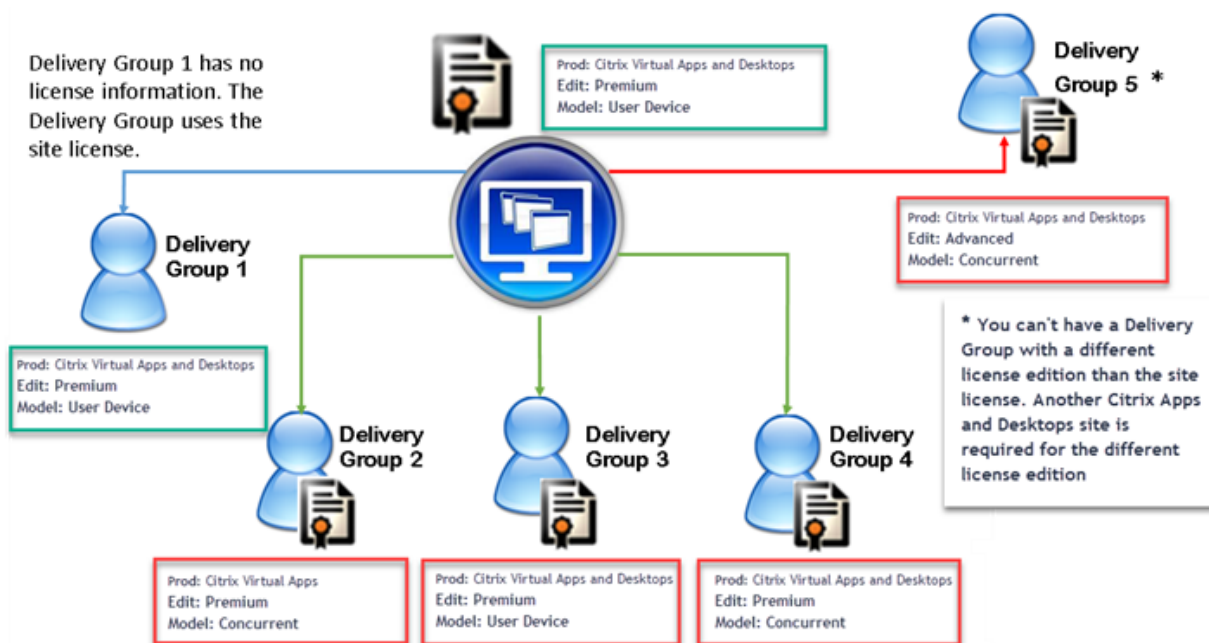 Delivery Group 1 has no
license information. The
Delivery Group uses the
site license.
Prod: Citrix Virtual Apps and Desktops
Edit: Premium
Model: User Device
Delivery
Group 5 *
Prod: Citrix Virtual Apps and Desktops
Edit: Advanced
Model: Concurrent
Delivery
Group 1
Prod: Citrix Virtual Apps and Desktops
Edit: Premium
Model: User Device
* You can't have a Delivery
Group with a different
license edition than the site
license. Another Citrix Apps
and Desktops site is
required for the different
license edition
Delivery
Group 2
Prod: Citrix Virtual Apps
Edit: Premium
Model: Concurrent
Delivery
Group 3
Prod: Citrix Virtual Apps and Desktops
Edit: Premium
Model: User Device
Delivery
Group 4
Prod: Citrix Virtual Apps and Desktops
Edit: Premium
Model: Concurrent